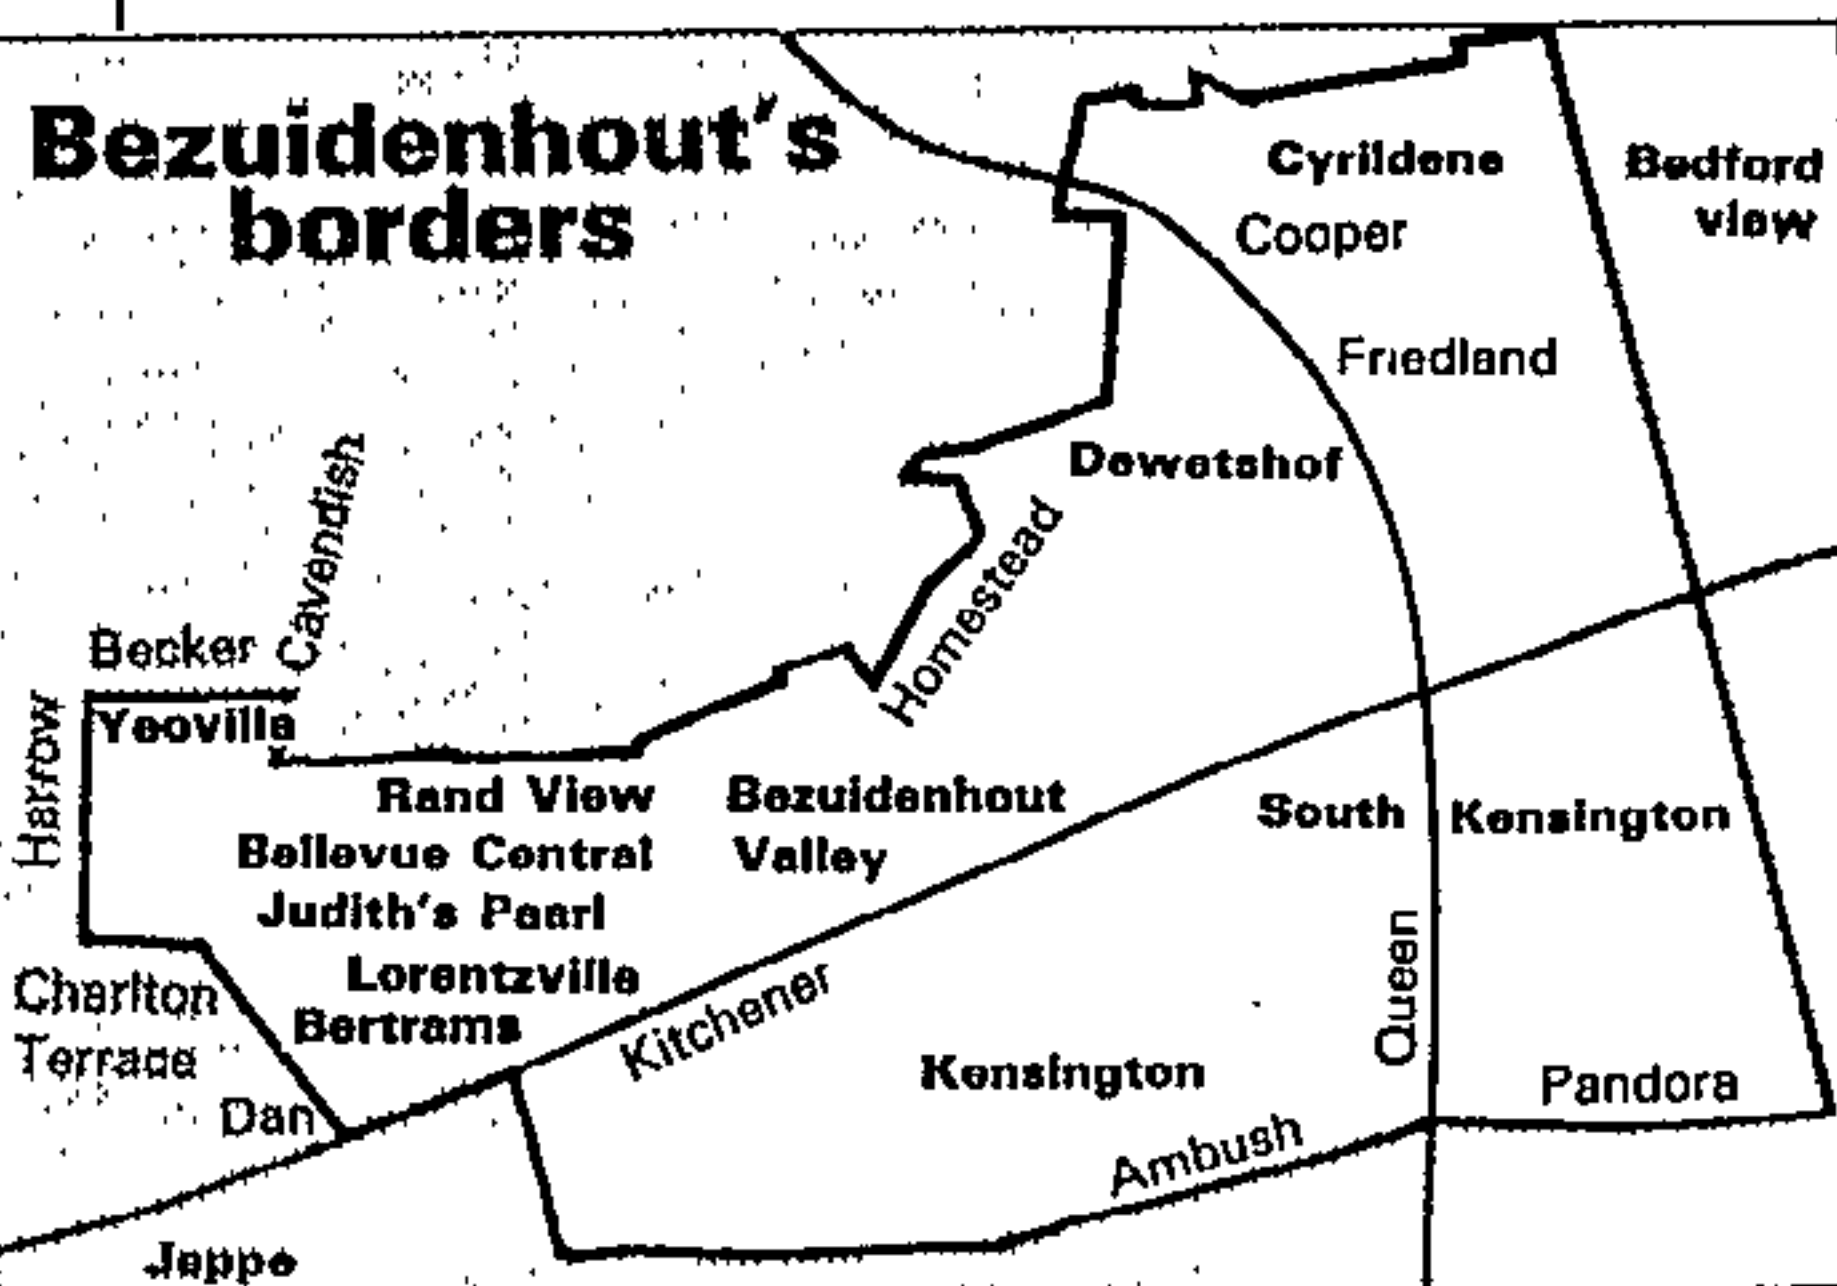 Bezuidenhout's
borders
Cyrildene
Bedford
view
Cooper
Friedland
Dewetshof
Homestead
Cavendish
Becker
Yeoville
Harrow
Rand View
Bezuidenhout
Valley
Bellevue Central
Judith's Paarl
Lorentzville
Bertrams
South Kensington
Queen
Charlton
Terrace
Dan
Kitchener
Kensington
Ambush
Pandora
Jeppe